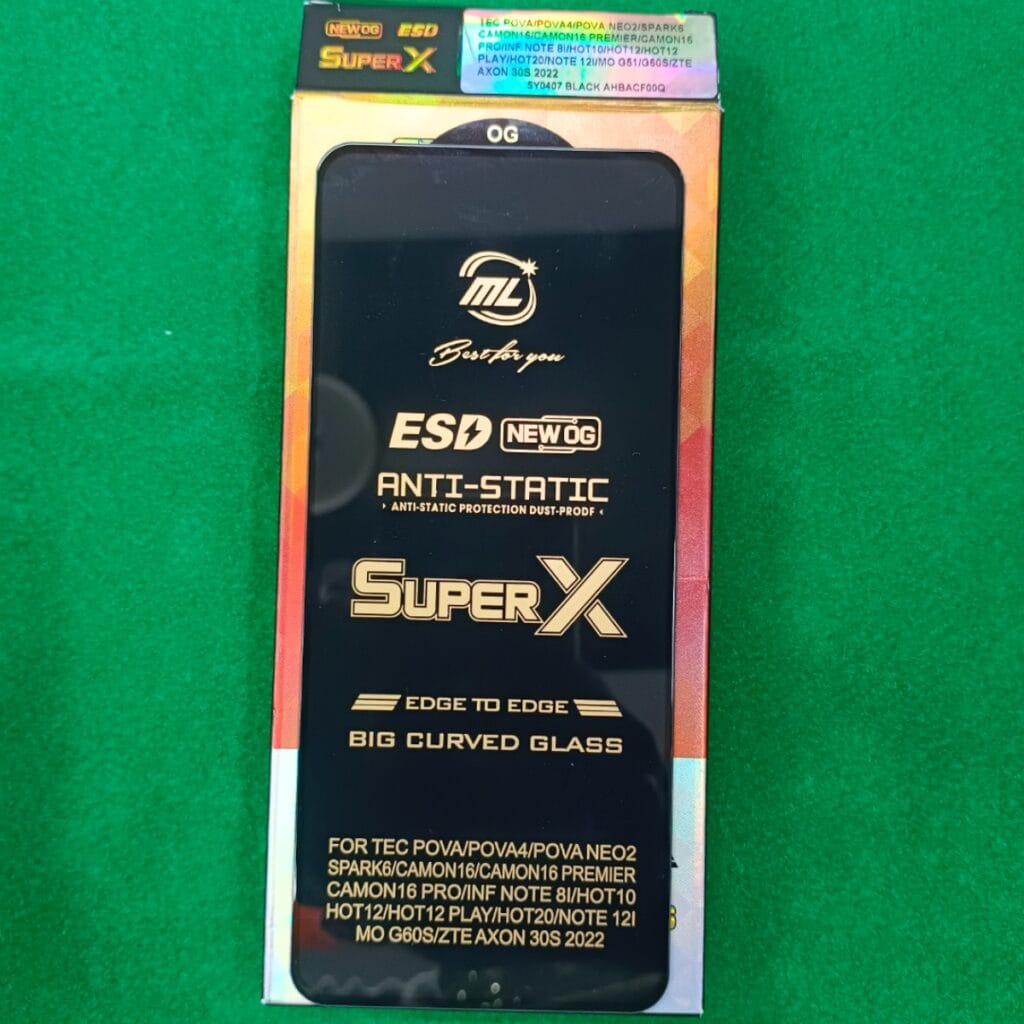 NEW OG ESD
SUPER X
TEC POVA/POVA4/POVA NEO2/SPARK6
CAMON16/CAMON16 PREMIER/CAMON16
PRO/INF NOTE 8I/HOT10/HOT12/HOT12
PLAY/HOT20/NOTE 12I/MO G51/G60S/ZTE
AXON 30S 2022
SY0407 BLACK AHBACF00Q
OG
ML
Best for you
ESD NEW OG
ANTI-STATIC
ANTI-STATIC PROTECTION DUST-PRODF
SUPER X
EDGE TO EDGE
BIG CURVED GLASS
FOR TEC POVA/POVA4/POVA NEO2
SPARK6/CAMON16/CAMON16 PREMIER
CAMON16 PRO/INF NOTE 8I/HOT10
HOT12/HOT12 PLAY/HOT20/NOTE 12I
MO G60S/ZTE AXON 30S 2022